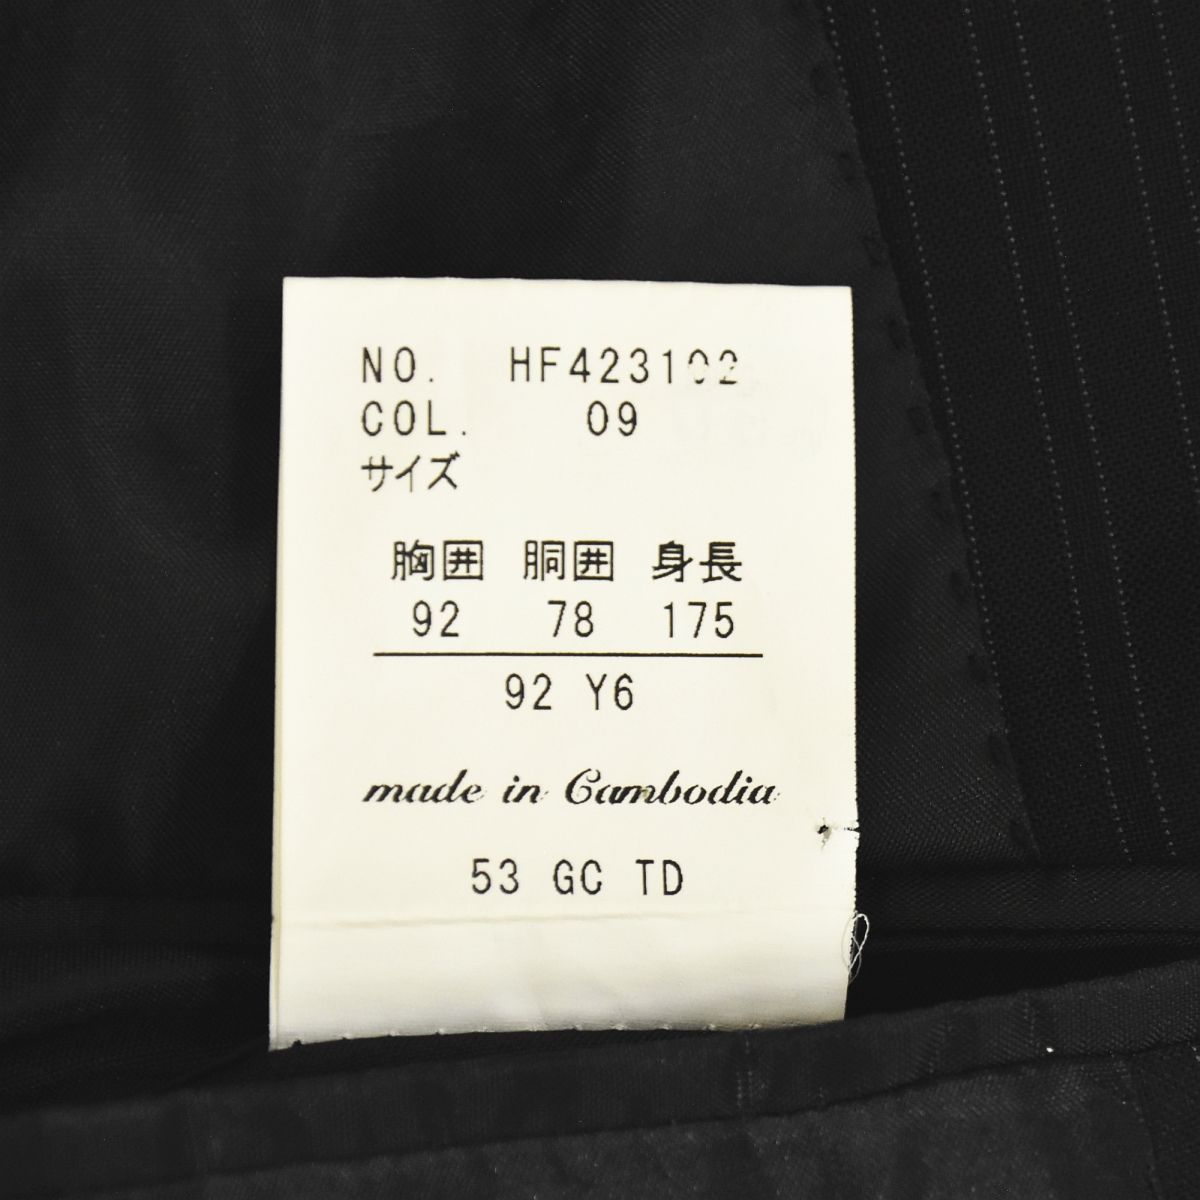 NO. HF423102
COL. 09
サイズ
胸囲 胴囲 身長
92 78 175
92 Y6
made in Cambodia
53 GC TD